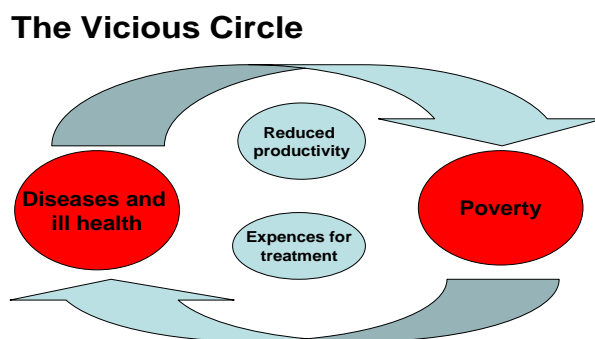 The Vicious Circle
Reduced
productivity
Diseases and
ill health
Poverty
Expences for
treatment